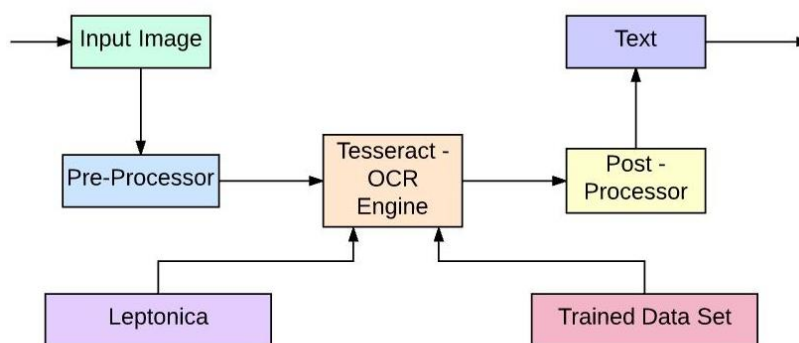 Input Image
Text
Pre-Processor
Tesseract -
OCR
Engine
Post -
Processor
Leptonica
Trained Data Set